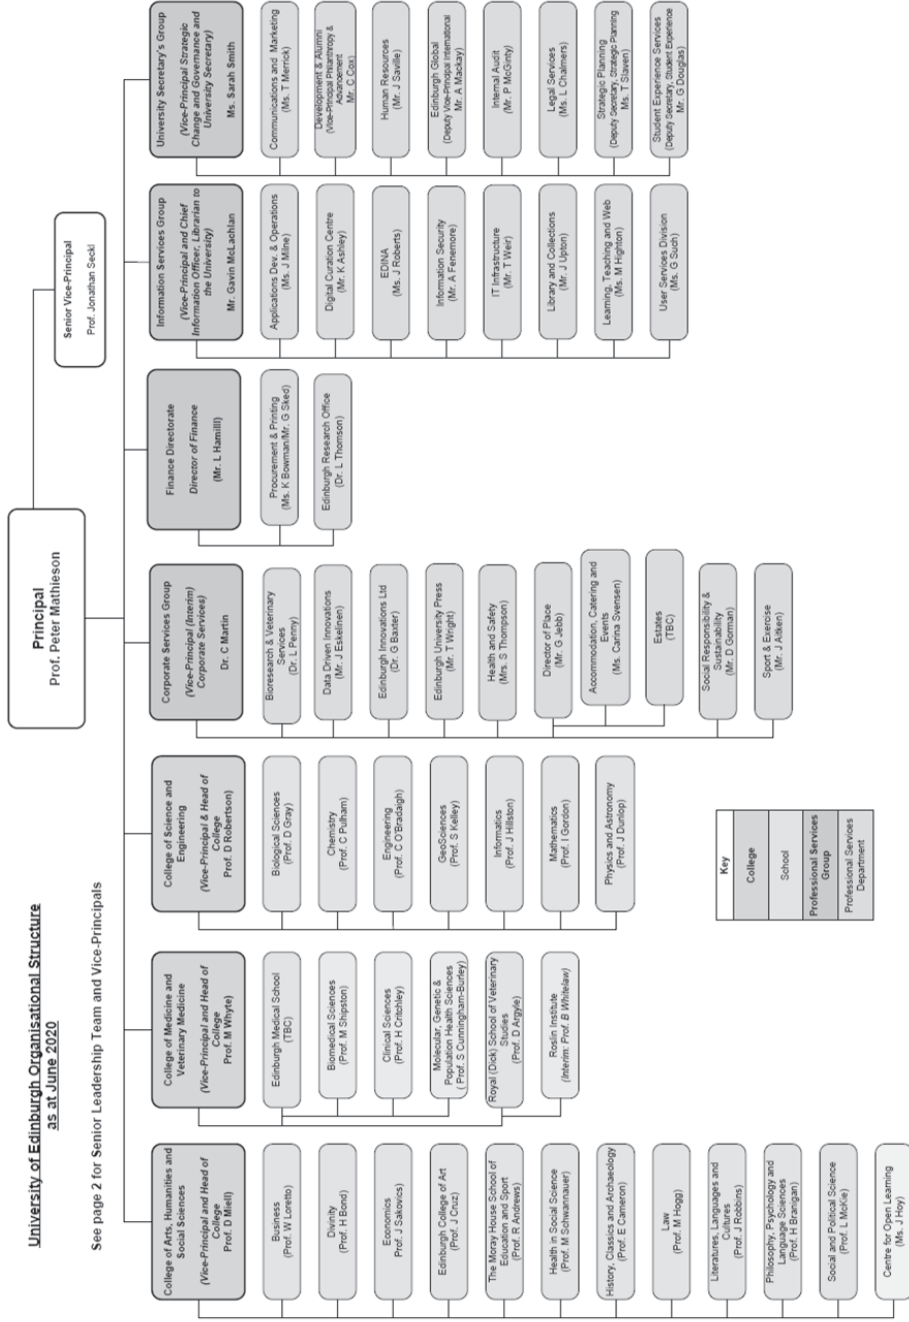 University of Edinburgh Organisational Structure
as at June 2020
See page 2 for Senior Leadership Team and Vice-Principals
Principal
Prof. Peter Mathieson
Senior Vice-Principal
Prof. Jonathan Seckl
College of Arts, Humanities and
Social Sciences
(Vice-Principal and Head of
College
Prof. D Miell)
Business
(Prof. W Loretto)
Divinity
(Prof. H Bond)
Economics
Prof. J Sakovics)
Edinburgh College of Art
(Prof. J Cruz)
The Moray House School of
Education and Sport
(Prof. R Andrews)
Health in Social Science
(Prof. M Schwannauer)
History, Classics and Archaeology
(Prof. E Cameron)
Law
(Prof. M Hogg)
Literatures, Languages and
Cultures
(Prof. J Robbins)
Philosophy, Psychology and
Language Sciences
(Prof. H Branigan)
Social and Political Science
(Prof. L McKie)
Centre for Open Learning
(Ms. J Hoy)
College of Medicine and
Veterinary Medicine
(Vice-Principal and Head of
College
Prof. M Whyte)
Edinburgh Medical School
(TBC)
Biomedical Sciences
(Prof. M Shipston)
Clinical Sciences
(Prof. H Critchley)
Molecular, Genetic &
Population Health Sciences
( Prof. S Cunningham-Burley)
Royal (Dick) School of Veterinary
Studies
(Prof. D Argyle)
Roslin Institute
(Interim: Prof. B Whitelaw)
College of Science and
Engineering
(Vice-Principal & Head of
College
Prof. D Robertson)
Biological Sciences
(Prof. D Gray)
Chemistry
(Prof. C Pulham)
Engineering
(Prof. C O'Bradaigh)
GeoSciences
(Prof. S Kelley)
Informatics
(Prof. J Hillston)
Mathematics
(Prof. I Gordon)
Physics and Astronomy
(Prof. J Dunlop)
Corporate Services Group
(Vice-Principal (Interim)
Corporate Services)
Dr. C Martin
Bioresearch & Veterinary
Services
(Dr. L Penny)
Data Driven Innovations
(Mr. J Eskelinen)
Edinburgh Innovations Ltd
(Dr. G Baxter)
Edinburgh University Press
(Mr. T Wright)
Health and Safety
(Mrs. S Thompson)
Director of Place
(Mr. G Jebb)
Accommodation, Catering and
Events
(Ms. Carina Svensen)
Estates
(TBC)
Social Responsibility &
Sustainability
(Mr. D Gorman)
Sport & Exercise
(Mr. J Aitken)
Finance Directorate
Director of Finance
(Mr. L Hamilll)
Procurement & Printing
(Ms. K Bowman/Mr. G Sked)
Edinburgh Research Office
(Dr. L Thomson)
Information Services Group
(Vice-Principal and Chief
Information Officer, Librarian to
the University)
Mr. Gavin McLachlan
Applications Dev. & Operations
(Ms. J Milne)
Digital Curation Centre
(Mr. K Ashley)
EDINA
(Ms. J Roberts)
Information Security
(Mr. A Fenemore)
IT Infrastructure
(Mr. T Weir)
Library and Collections
(Mr. J Upton)
Learning, Teaching and Web
(Ms. M Highton)
User Services Division
(Ms. G Such)
University Secretary's Group
(Vice-Principal Strategic
Change and Governance and
University Secretary)
Ms. Sarah Smith
Communications and Marketing
(Ms. T Merrick)
Development & Alumni
(Vice-Principal Philanthropy &
Advancement
Mr. C Cox)
Human Resources
(Mr. J Saville)
Edinburgh Global
(Deputy Vice-Principal International
Mr. A Mackay)
Internal Audit
(Mr. P McGinty)
Legal Services
(Ms. L Chalmers)
Strategic Planning
(Deputy Secretary, Strategic Planning
Ms. T Slaven)
Student Experience Services
(Deputy Secretary, Student Experience
Mr. G Douglas)
Key
College
School
Professional Services
Group
Professional Services
Department